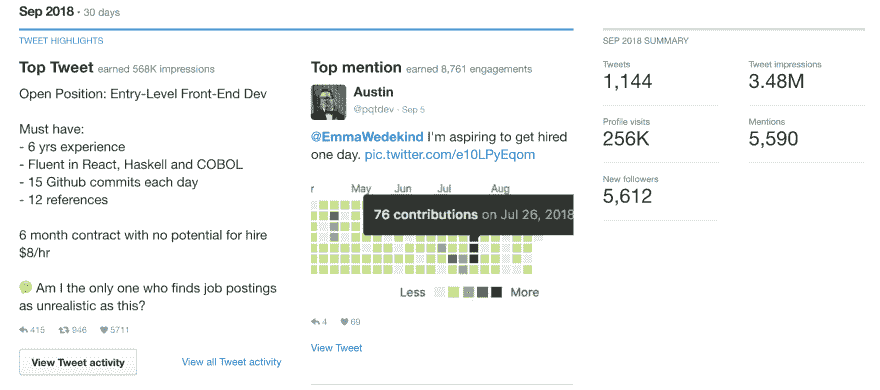 Sep 2018 · 30 days
TWEET HIGHLIGHTS
Top Tweet earned 568K impressions
Open Position: Entry-Level Front-End Dev
Must have:
- 6 yrs experience
- Fluent in React, Haskell and COBOL
- 15 Github commits each day
- 12 references
6 month contract with no potential for hire
$8/hr
Am I the only one who finds job postings
as unrealistic as this?
415 946 5711
View Tweet activity
View all Tweet activity
Top mention earned 8,761 engagements
Austin
@pqtdev · Sep 5
@EmmaWedekind I'm aspiring to get hired
one day. pic.twitter.com/e10LPyEqom
r May Jun Jul Aug
76 contributions on Jul 26, 2018
Less More
4 69
View Tweet
SEP 2018 SUMMARY
Tweets
1,144
Tweet impressions
3.48M
Profile visits
256K
Mentions
5,590
New followers
5,612